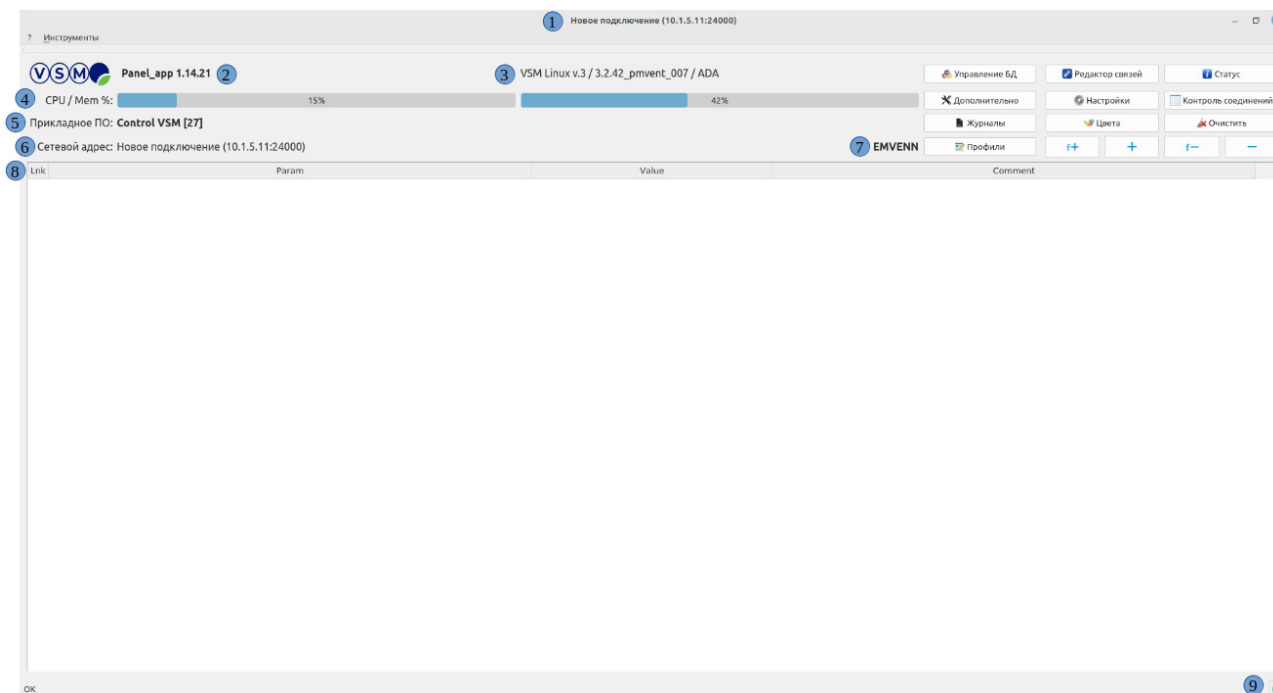 1 Новое подключение (10.1.5.11:24000)
? Инструменты
VSM Panel_app 1.14.21 2 3 VSM Linux v.3 / 3.2.42_pmvent_007 / ADA Управление БД Редактор связей Статус
4 CPU / Mem %: 15% 42% Дополнительно Настройки Контроль соединений
5 Прикладное ПО: Control VSM [27] Журналы Цвета Очистить
6 Сетевой адрес: Новое подключение (10.1.5.11:24000) 7 EMVENN Профили f+ + f− −
8 Lnk Param Value Comment
OK 9